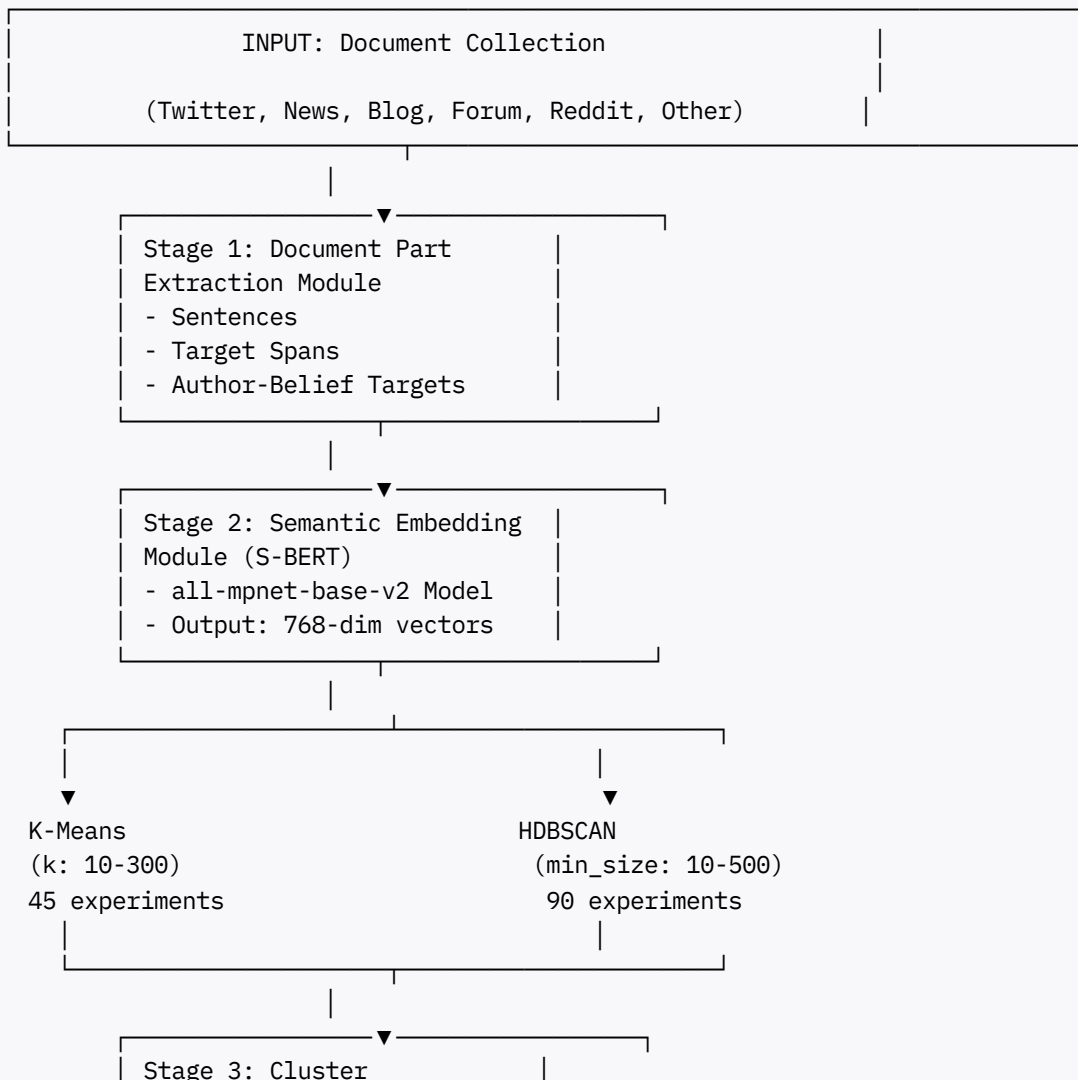 INPUT: Document Collection
(Twitter, News, Blog, Forum, Reddit, Other)
Stage 1: Document Part
Extraction Module
- Sentences
- Target Spans
- Author-Belief Targets
Stage 2: Semantic Embedding
Module (S-BERT)
- all-mpnet-base-v2 Model
- Output: 768-dim vectors
K-Means HDBSCAN
(k: 10-300) (min_size: 10-500)
45 experiments 90 experiments
Stage 3: Cluster